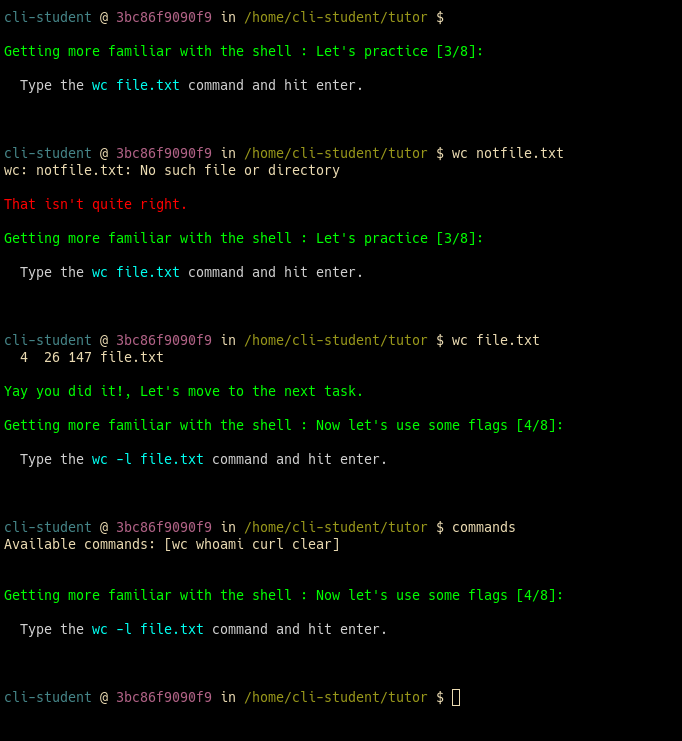 cli-student @ 3bc86f9090f9 in /home/cli-student/tutor $
Getting more familiar with the shell : Let's practice [3/8]:
Type the wc file.txt command and hit enter.
cli-student @ 3bc86f9090f9 in /home/cli-student/tutor $ wc notfile.txt
wc: notfile.txt: No such file or directory
That isn't quite right.
Getting more familiar with the shell : Let's practice [3/8]:
Type the wc file.txt command and hit enter.
cli-student @ 3bc86f9090f9 in /home/cli-student/tutor $ wc file.txt
4  26 147 file.txt
Yay you did it!, Let's move to the next task.
Getting more familiar with the shell : Now let's use some flags [4/8]:
Type the wc -l file.txt command and hit enter.
cli-student @ 3bc86f9090f9 in /home/cli-student/tutor $ commands
Available commands: [wc whoami curl clear]
Getting more familiar with the shell : Now let's use some flags [4/8]:
Type the wc -l file.txt command and hit enter.
cli-student @ 3bc86f9090f9 in /home/cli-student/tutor $